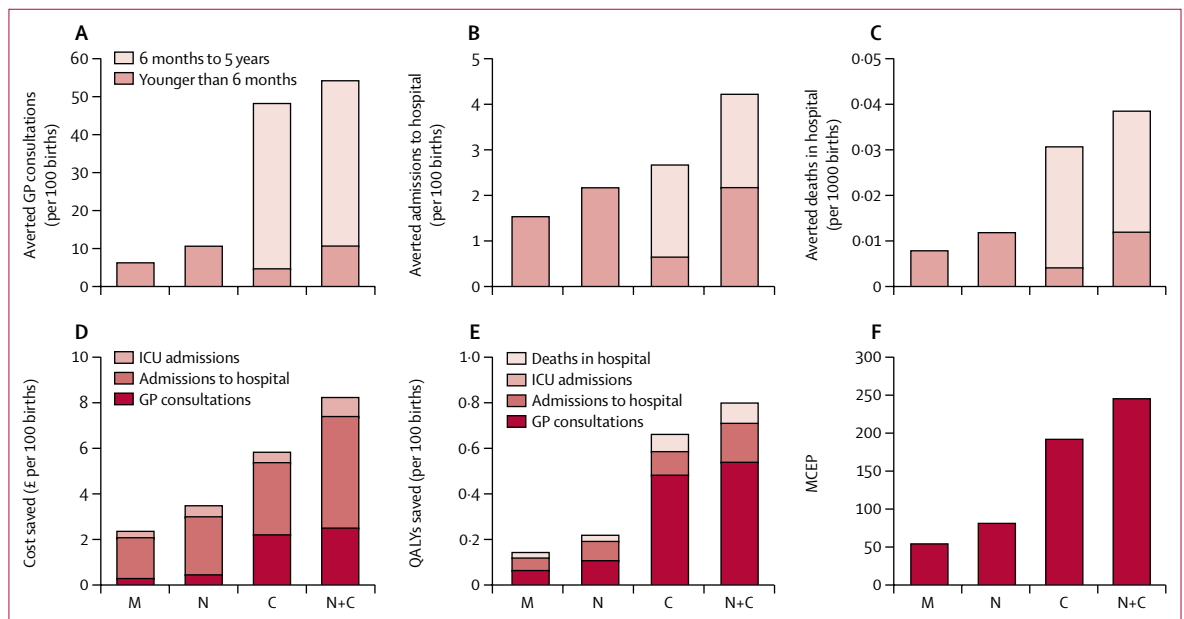 A
Averted GP consultations
(per 100 births)
60
50
40
30
20
10
0
6 months to 5 years
Younger than 6 months
B
Averted admissions to hospital
(per 100 births)
5
4
3
2
1
0
C
Averted deaths in hospital
(per 1000 births)
0·05
0·04
0·03
0·02
0·01
0
D
Cost saved (£ per 100 births)
10
8
6
4
2
0
ICU admissions
Admissions to hospital
GP consultations
M N C N+C
E
QALYs saved (per 100 births)
1·0
0·8
0·6
0·4
0·2
0
Deaths in hospital
ICU admissions
Admissions to hospital
GP consultations
M N C N+C
F
MCEP
300
250
200
150
100
50
0
M N C N+C